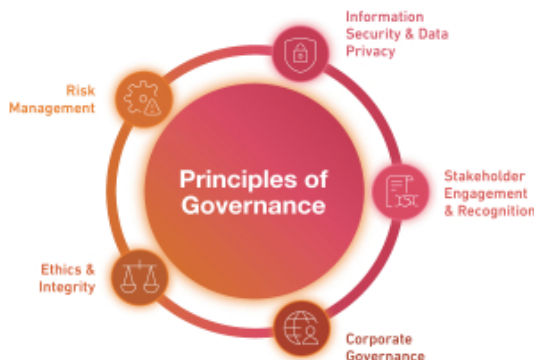 Information
Security & Data
Privacy
Risk
Management
Principles of
Governance
Stakeholder
Engagement
& Recognition
Ethics &
Integrity
Corporate
Governance